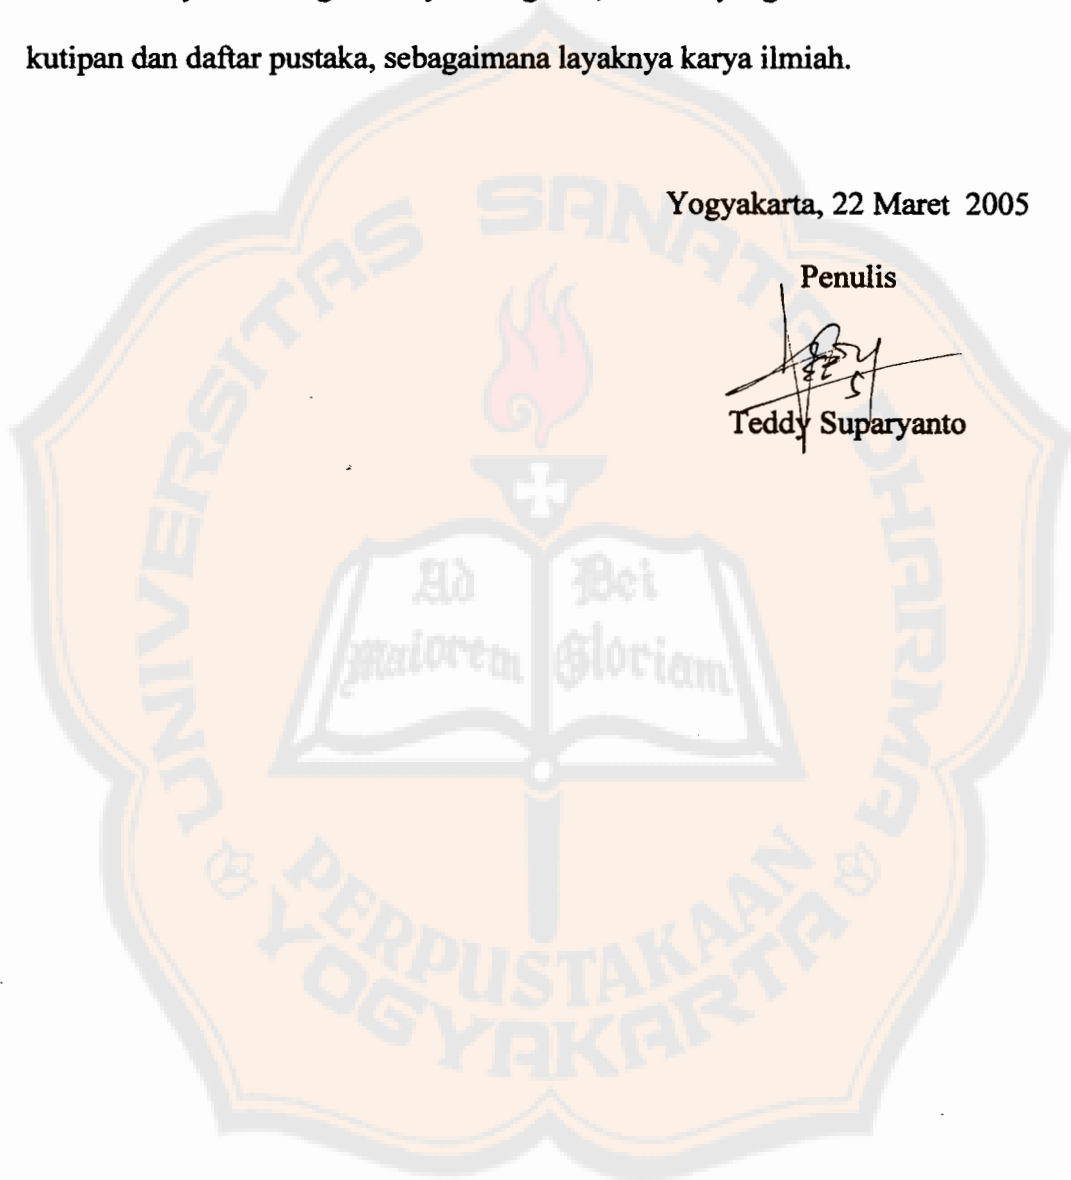 kutipan dan daftar pustaka, sebagaimana layaknya karya ilmiah.
Yogyakarta, 22 Maret 2005
Penulis
Teddy Suparyanto
UNIVERSITAS SANATA DHARMA
Ad Dei
Maiorem Gloriam
PERPUSTAKAAN
YOGYAKARTA